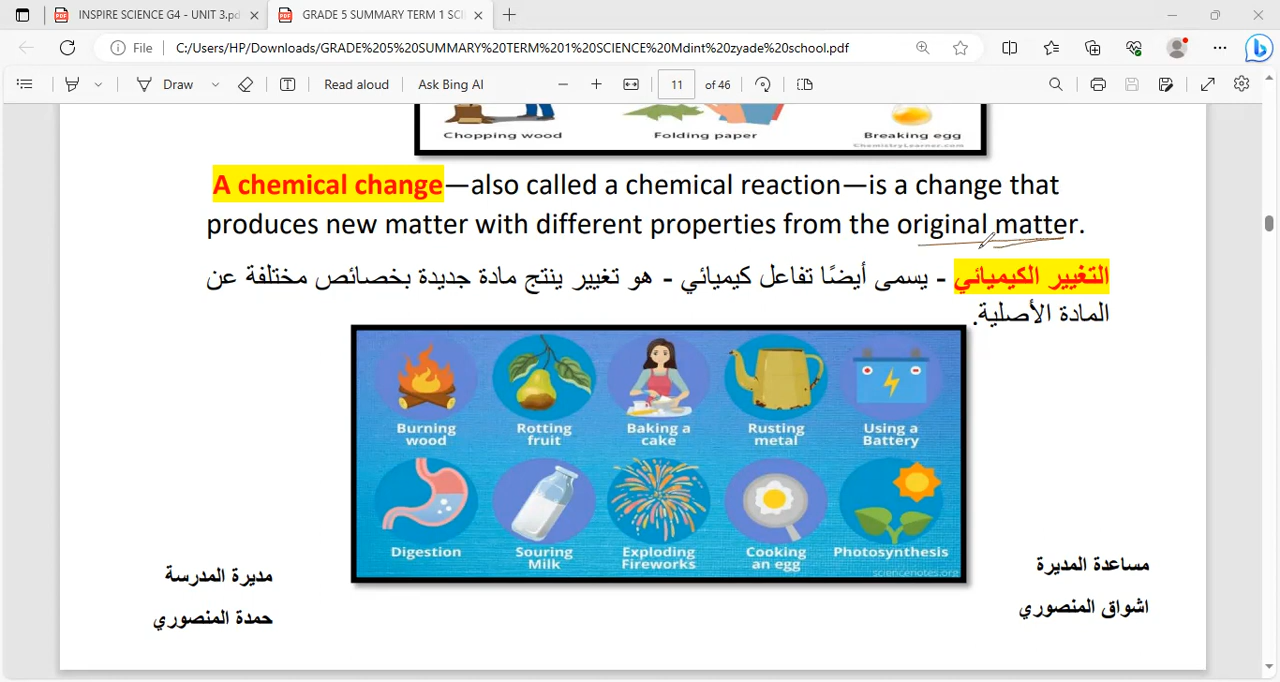 INSPIRE SCIENCE G4 - UNIT 3.pd
GRADE 5 SUMMARY TERM 1 SCI
File
C:/Users/HP/Downloads/GRADE%205%20SUMMARY%20TERM%201%20SCIENCE%20Mdint%20zyade%20school.pdf
Draw
Read aloud
Ask Bing AI
11 of 46
Chopping wood Folding paper Breaking egg
ChemistryLearner.com
A chemical change—also called a chemical reaction—is a change that
produces new matter with different properties from the original matter.
التغيير الكيميائي - يسمى أيضًا تفاعل كيميائي - هو تغيير ينتج مادة جديدة بخصائص مختلفة عن
المادة الأصلية.
Burning wood
Rotting fruit
Baking a cake
Rusting metal
Using a Battery
Digestion
Souring Milk
Exploding Fireworks
Cooking an egg
Photosynthesis
sciencenotes.org
مساعدة المديرة
اشواق المنصوري
مديرة المدرسة
حمدة المنصوري